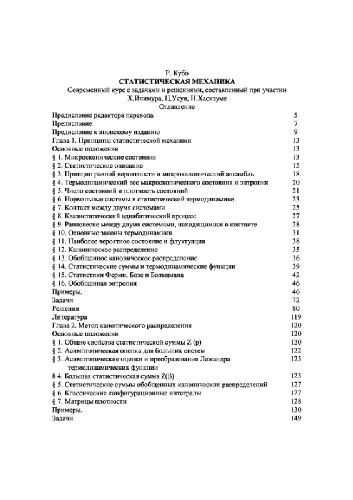 Р. Кубо
СТАТИСТИЧЕСКАЯ МЕХАНИКА
Современный курс с задачами и решениями, составленный при участии
Х.Ичимура, Ц.Усуи, Н.Хасизуме
Оглавление
Предисловие редактора перевода 5
Предисловие 7
Предисловие к японскому изданию 9
Глава 1. Принципы статистической механики 13
Основные положения 13
§ 1. Микроскопические состояния 13
§ 2. Статистическое описание 15
§ 3. Принцип равной вероятности и микроканонический ансамбль 18
§ 4. Термодинамический вес макроскопического состояния и энтропия 20
§ 5. Число состояний и плотность состояний 21
§ 6. Нормальные системы в статистической термодинамике 23
§ 7. Контакт между двумя системами 25
§ 8. Квазистатический адиабатический процесс 27
§ 9. Равновесие между двумя системами, находящимися в контакте 28
§ 10. Основные законы термодинамики 31
§ 11. Наиболее вероятное состояние и флуктуации 38
§ 12. Каноническое распределение 35
§ 13. Обобщенное каноническое распределение 36
§ 14. Статистические суммы и термодинамические функции 39
§ 15. Статистики Ферми, Бозе и Больцмана 42
§ 16. Обобщенная энтропия 46
Примеры. 46
Задачи 72
Решения 80
Литература 119
Глава 2. Метод канонического распределения 120
Основные положения 120
§ 1. Общие свойства статистической суммы Z (β) 120
§ 2. Асимптотическая оценка для больших систем 122
§ 3. Асимптотические оценки и преобразования Лежандра 125
термодинамических функций
§ 4. Большая статистическая сумма Z(β) 125
§ 5. Статистические суммы обобщенных канонических распределений 127
§ 6. Классические конфигурационные интегралы 127
§ 7. Матрицы плотности 128
Примеры. 130
Задачи 149